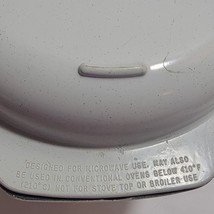 DESIGNED FOR MICROWAVE USE. MAY ALSO
BE USED IN CONVENTIONAL OVENS BELOW 410°F
(210°C). NOT FOR STOVE TOP OR BROILER USE